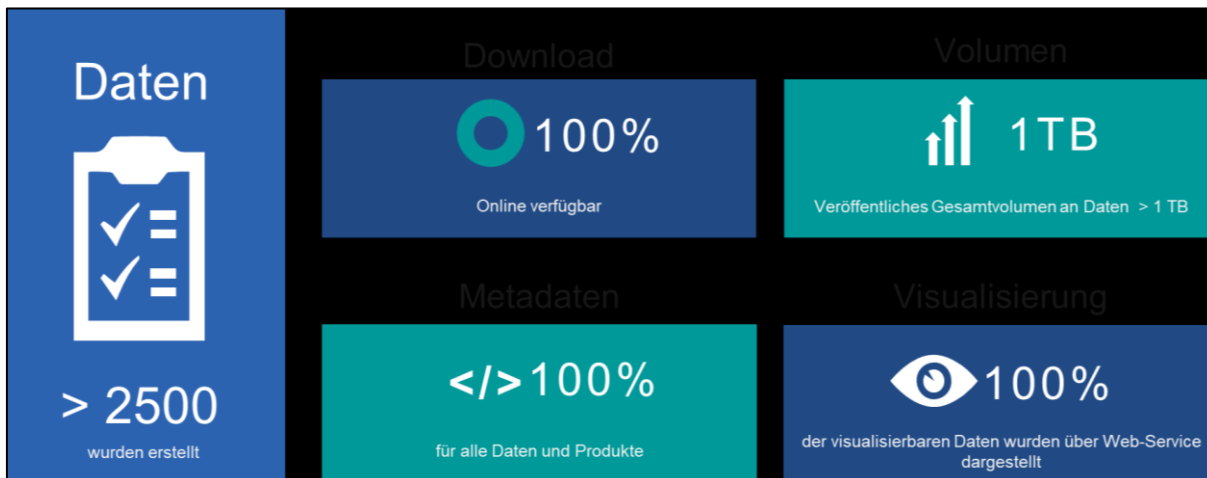 Daten
> 2500
wurden erstellt
Download
100%
Online verfügbar
Volumen
1TB
Veröffentliches Gesamtvolumen an Daten > 1 TB
Metadaten
</>100%
für alle Daten und Produkte
Visualisierung
100%
der visualisierbaren Daten wurden über Web-Service
dargestellt